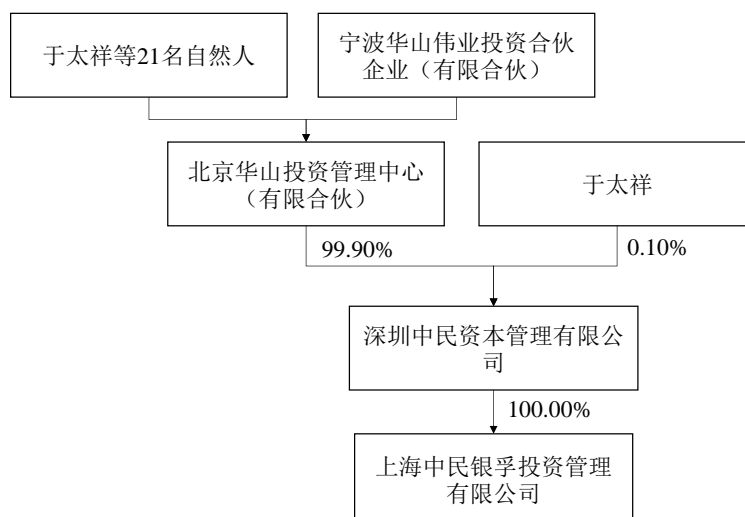 于太祥等21名自然人
宁波华山伟业投资合伙
企业（有限合伙）
北京华山投资管理中心
（有限合伙）
于太祥
99.90%
0.10%
深圳中民资本管理有限公
司
100.00%
上海中民银孚投资管理
有限公司